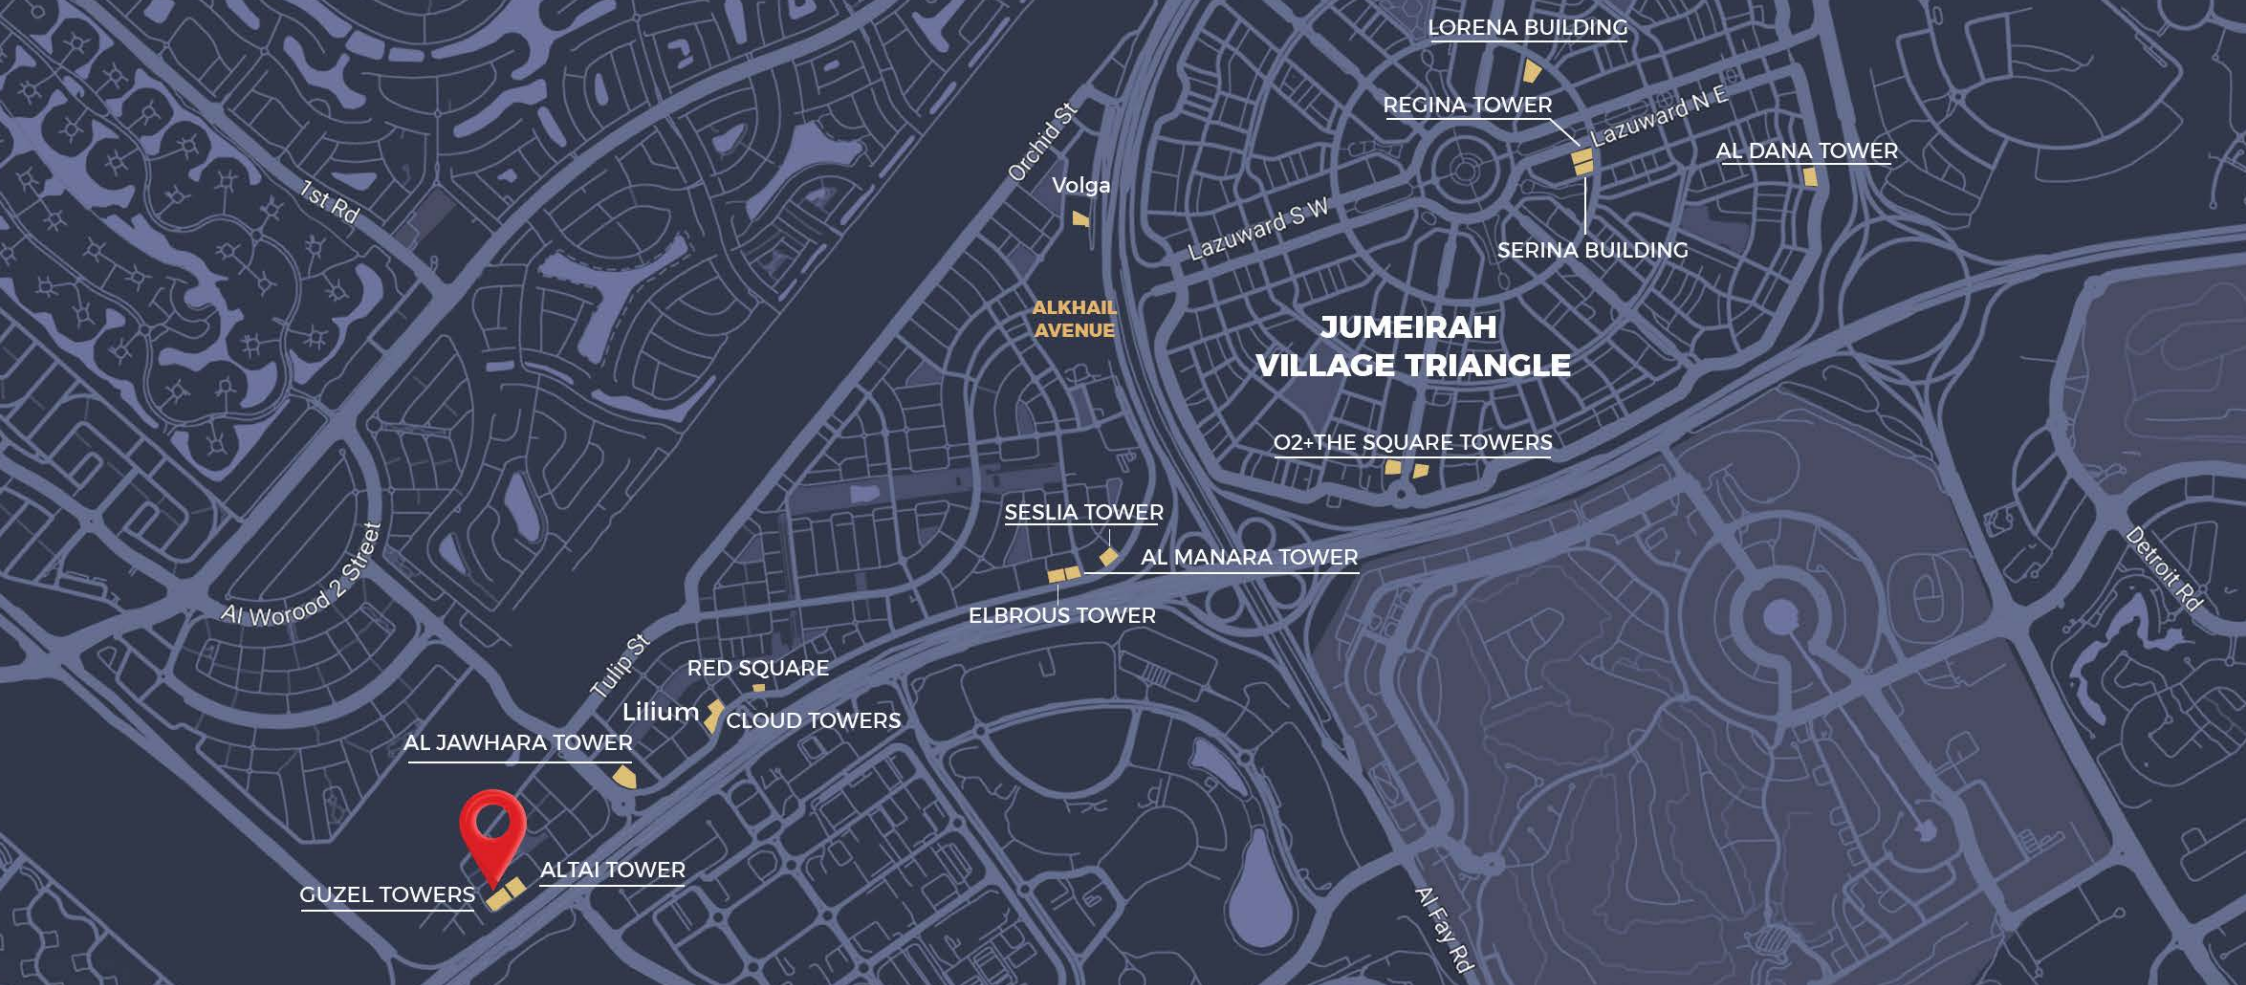 LORENA BUILDING
REGINA TOWER
Lazuward N E
Orchid St
AL DANA TOWER
1st Rd
Volga
Lazuward S W
SERINA BUILDING
ALKHAIL
AVENUE
JUMEIRAH
VILLAGE TRIANGLE
O2+THE SQUARE TOWERS
SESLIA TOWER
AL MANARA TOWER
Al Worood 2 Street
Detroit Rd
ELBROUS TOWER
Tulip St
RED SQUARE
Lilium
CLOUD TOWERS
AL JAWHARA TOWER
ALTAI TOWER
GUZEL TOWERS
Al Fay Rd